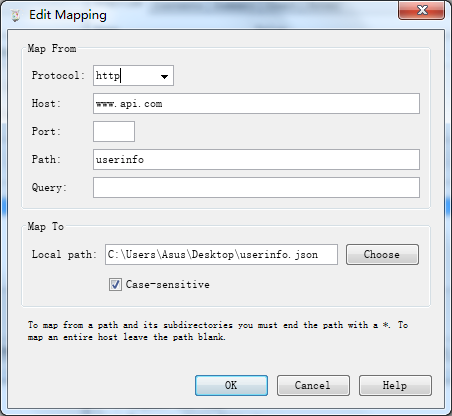 Edit Mapping
Map From
Protocol: http
Host: www.api.com
Port:
Path: userinfo
Query:
Map To
Local path: C:\Users\Asus\Desktop\userinfo.json Choose
Case-sensitive
To map from a path and its subdirectories you must end the path with a *. To
map an entire host leave the path blank.
OK Cancel Help